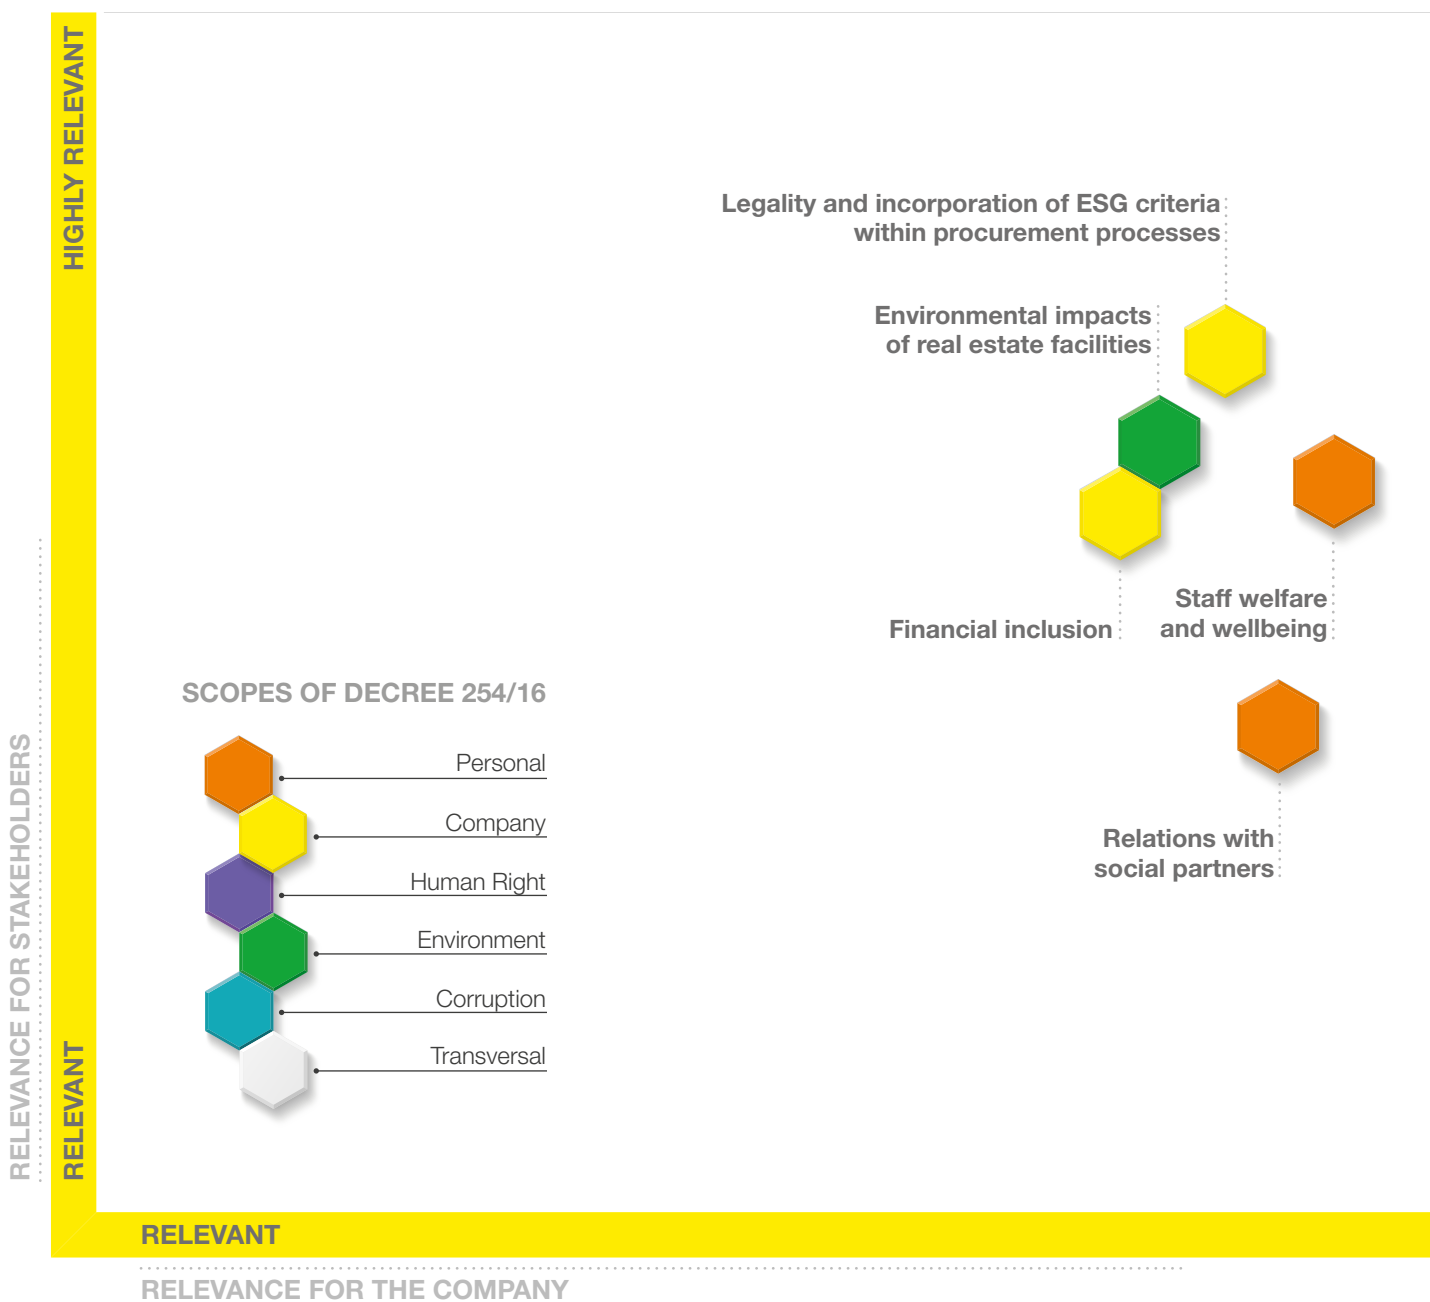 HIGHLY RELEVANT
Legality and incorporation of ESG criteria
within procurement processes
Environmental impacts
of real estate facilities
Staff welfare
and wellbeing
Financial inclusion
Relations with
social partners
SCOPES OF DECREE 254/16
Personal
Company
Human Right
Environment
Corruption
Transversal
RELEVANCE FOR STAKEHOLDERS
RELEVANT
RELEVANT
RELEVANCE FOR THE COMPANY